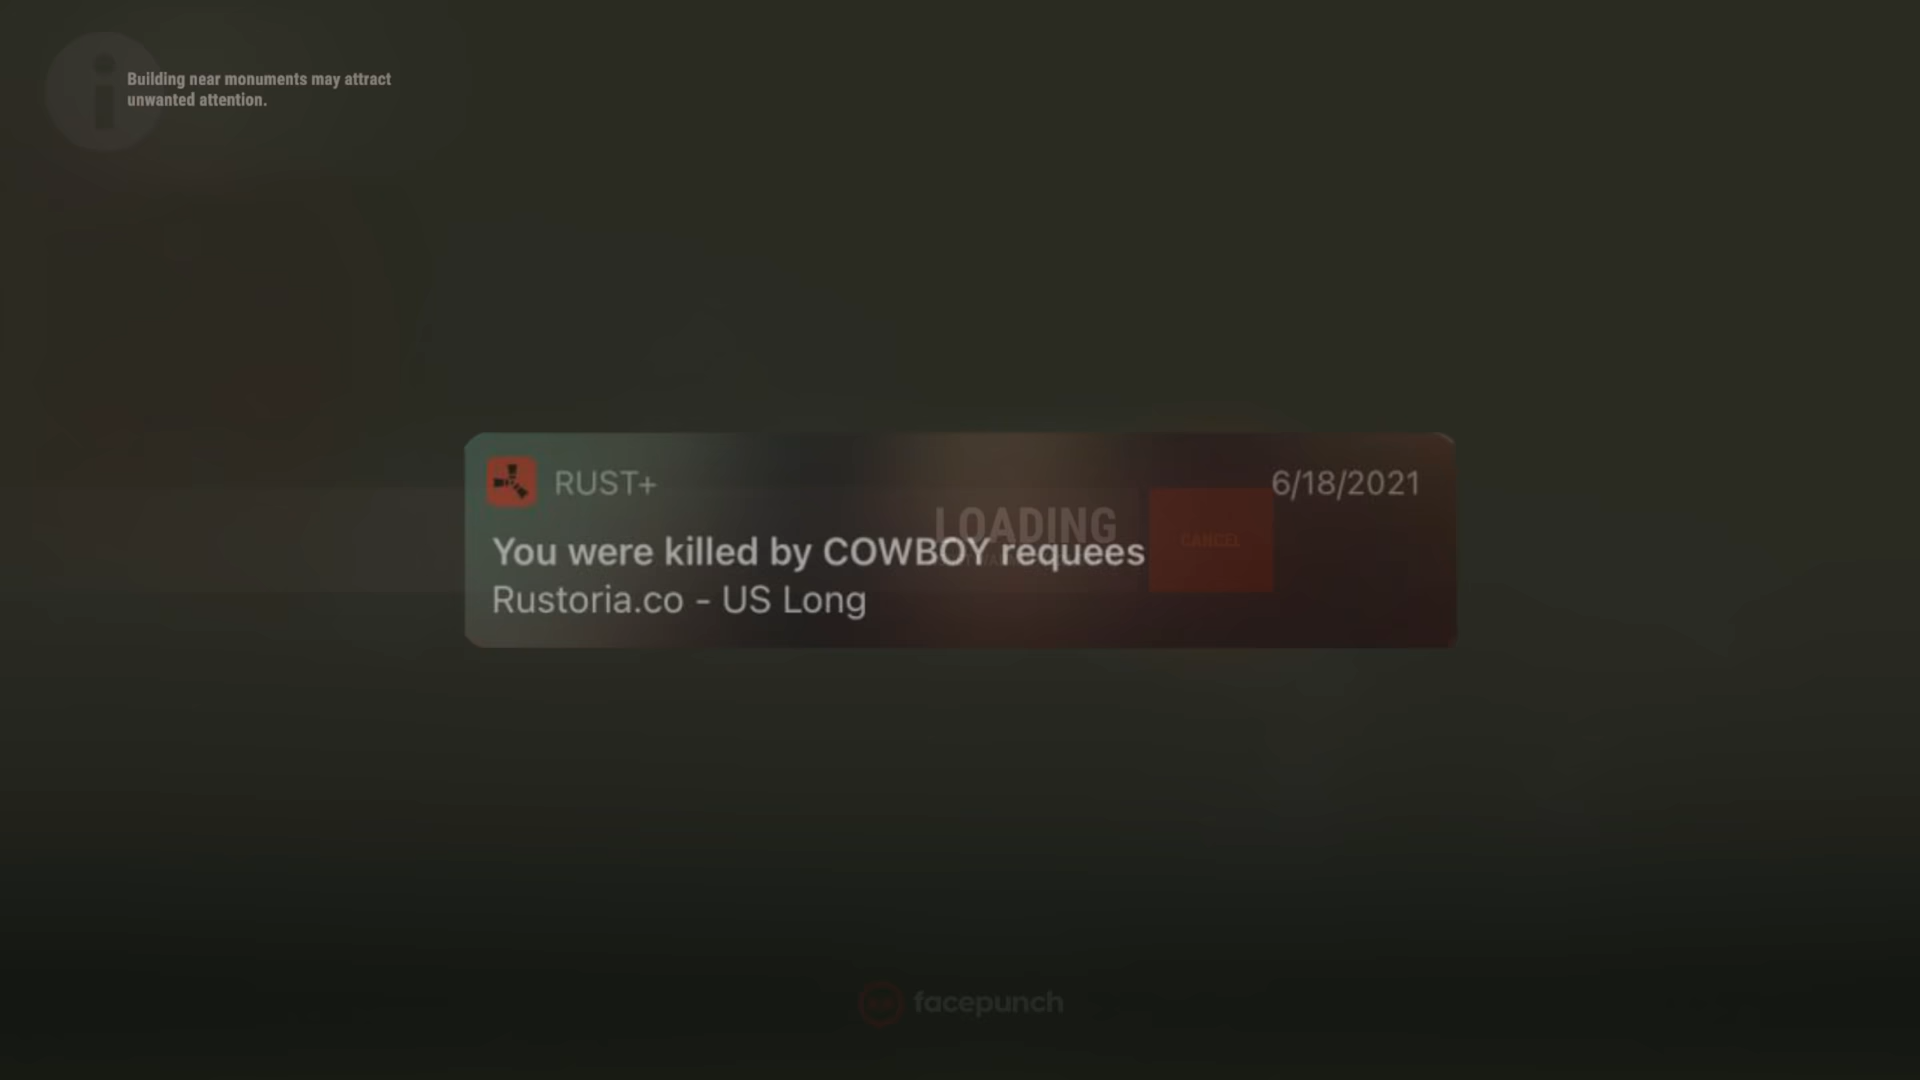 Building near monuments may attract
unwanted attention.
RUST+
6/18/2021
LOADING
CANCEL
You were killed by COWBOY requees
Rustoria.co - US Long
facepunch